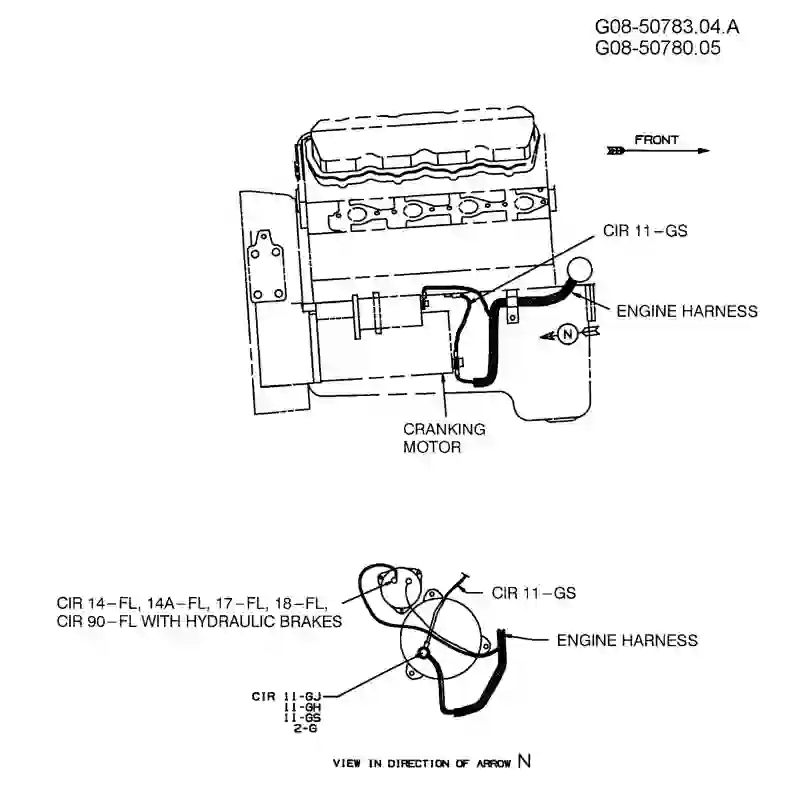 G08-50783.04.A
G08-50780.05
FRONT
CIR 11-GS
ENGINE HARNESS
N
CRANKING
MOTOR
CIR 14-FL, 14A-FL, 17-FL, 18-FL,
CIR 90-FL WITH HYDRAULIC BRAKES
CIR 11-GS
ENGINE HARNESS
CIR 11-GJ
11-GH
11-GS
2-G
VIEW IN DIRECTION OF ARROW N